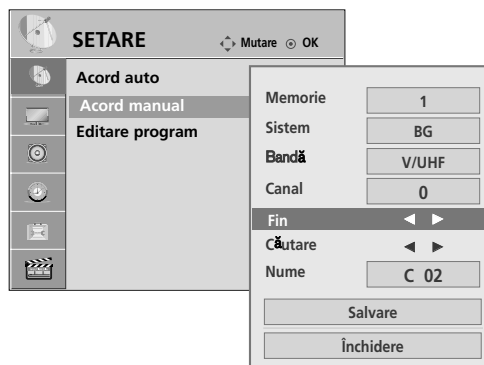 SETARE
Mutare OK
Acord auto
Acord manual
Editare program
Memorie 1
Sistem BG
Bandă V/UHF
Canal 0
Fin
Căutare
Nume C 02
Salvare
Închidere